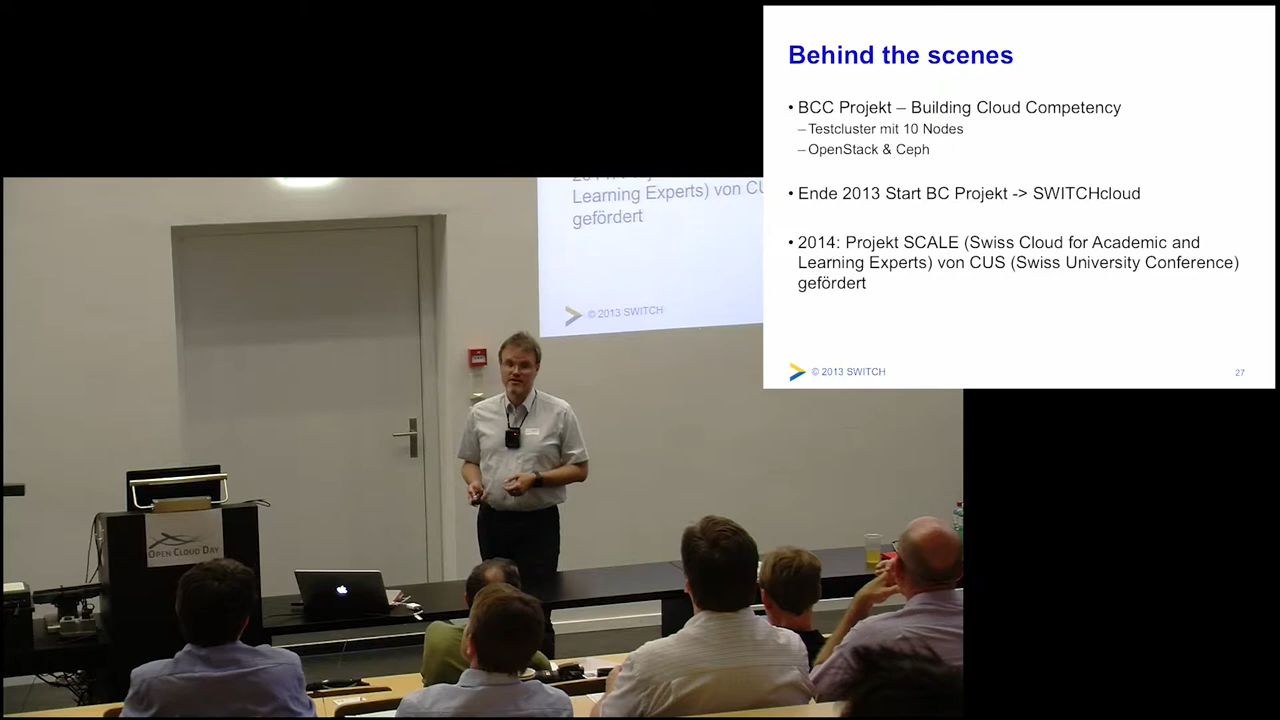 Behind the scenes
• BCC Projekt – Building Cloud Competency
– Testcluster mit 10 Nodes
– OpenStack & Ceph
• Ende 2013 Start BC Projekt -> SWITCHcloud
• 2014: Projekt SCALE (Swiss Cloud for Academic and
Learning Experts) von CUS (Swiss University Conference)
gefördert
© 2013 SWITCH
27
Learning Experts) von CU
gefördert
© 2013 SWITCH
OPEN CLOUD DAY